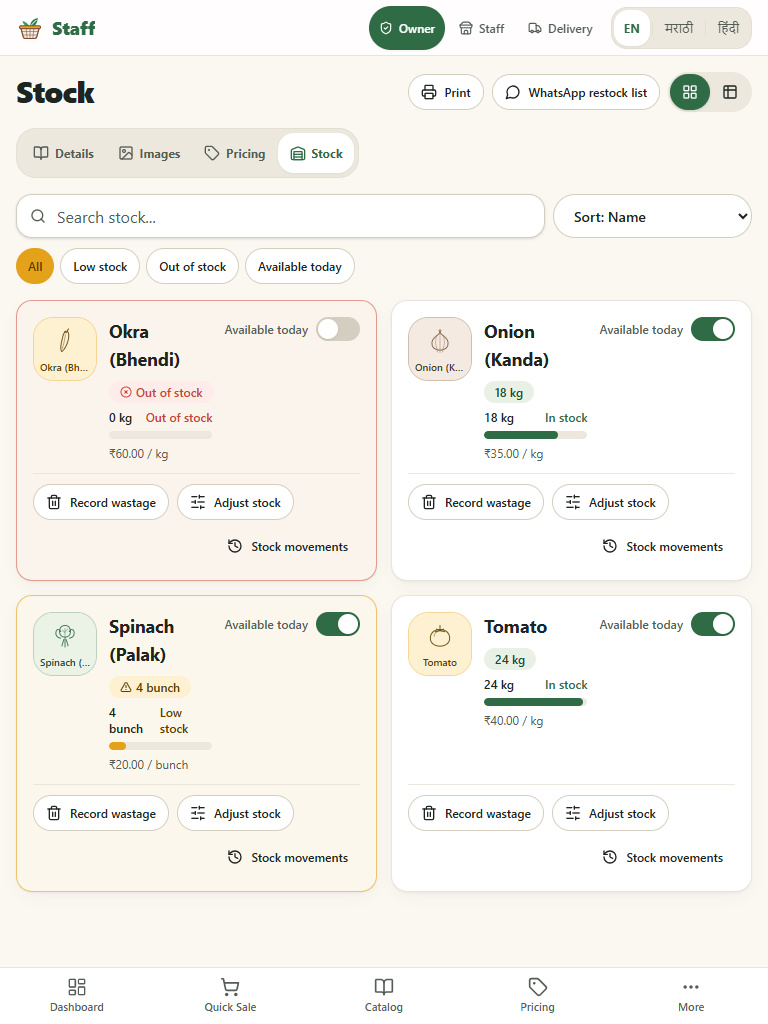 Staff
Owner
Staff
Delivery
EN
मराठी
हिंदी
Stock
Print
WhatsApp restock list
Details
Images
Pricing
Stock
Search stock...
Sort: Name
All
Low stock
Out of stock
Available today
Okra (Bh...
Okra
(Bhendi)
Available today
Out of stock
0 kg
Out of stock
₹60.00 / kg
Record wastage
Adjust stock
Stock movements
Onion (K...
Onion
(Kanda)
Available today
18 kg
18 kg
In stock
₹35.00 / kg
Record wastage
Adjust stock
Stock movements
Spinach (...
Spinach
(Palak)
Available today
4 bunch
4
bunch
Low
stock
₹20.00 / bunch
Record wastage
Adjust stock
Stock movements
Tomato
Tomato
Available today
24 kg
24 kg
In stock
₹40.00 / kg
Record wastage
Adjust stock
Stock movements
Dashboard
Quick Sale
Catalog
Pricing
More